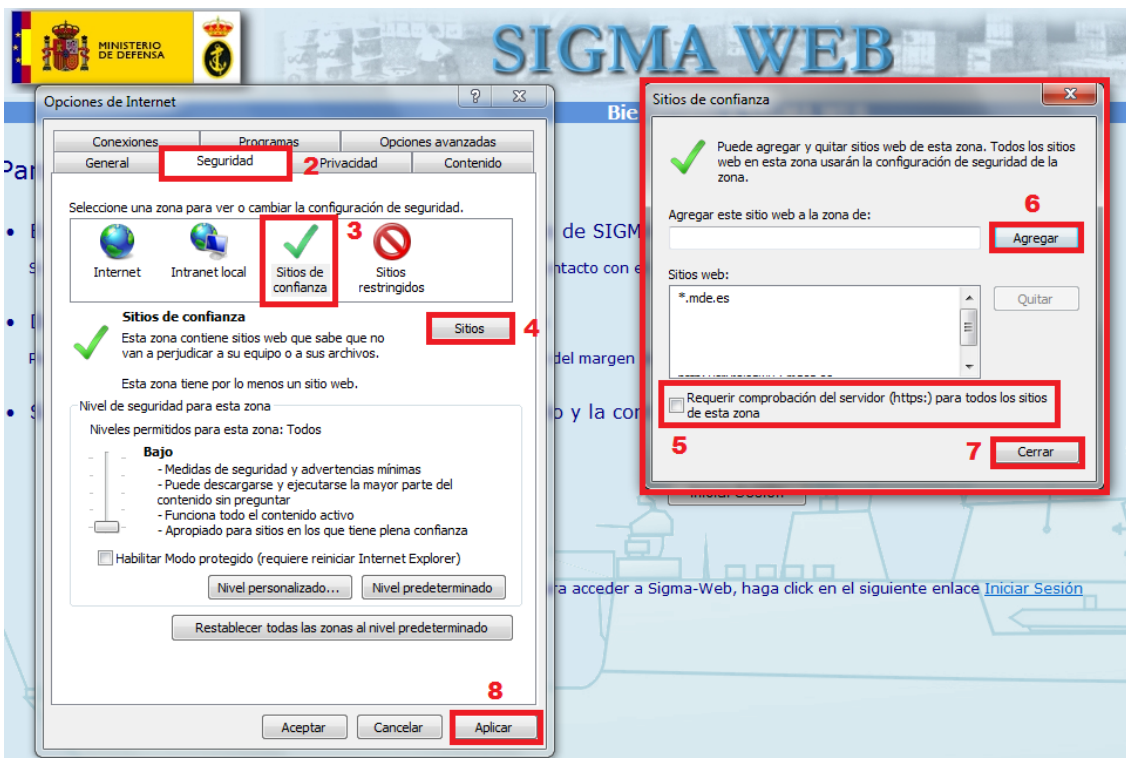 MINISTERIO
DE DEFENSA
SIGMA WEB
Bie
Opciones de Internet
Conexiones
Programas
Opciones avanzadas
General
Seguridad
2
Privacidad
Contenido
Seleccione una zona para ver o cambiar la configuración de seguridad.
3
Internet
Intranet local
Sitios de
confianza
Sitios
restringidos
Sitios de confianza
Esta zona contiene sitios web que sabe que no
van a perjudicar a su equipo o a sus archivos.
Sitios
4
Esta zona tiene por lo menos un sitio web.
Nivel de seguridad para esta zona
Niveles permitidos para esta zona: Todos
Bajo
- Medidas de seguridad y advertencias mínimas
- Puede descargarse y ejecutarse la mayor parte del
contenido sin preguntar
- Funciona todo el contenido activo
- Apropiado para sitios en los que tiene plena confianza
Habilitar Modo protegido (requiere reiniciar Internet Explorer)
Nivel personalizado...
Nivel predeterminado
Restablecer todas las zonas al nivel predeterminado
8
Aceptar
Cancelar
Aplicar
Sitios de confianza
Puede agregar y quitar sitios web de esta zona. Todos los sitios
web en esta zona usarán la configuración de seguridad de la
zona.
Agregar este sitio web a la zona de:
6
Agregar
Sitios web:
*.mde.es
Quitar
Requerir comprobación del servidor (https:) para todos los sitios
de esta zona
5
7
Cerrar
Par
de SIGM
ntacto con e
del margen
o y la con
Iniciar Sesión
ra acceder a Sigma-Web, haga click en el siguiente enlace Iniciar Sesión